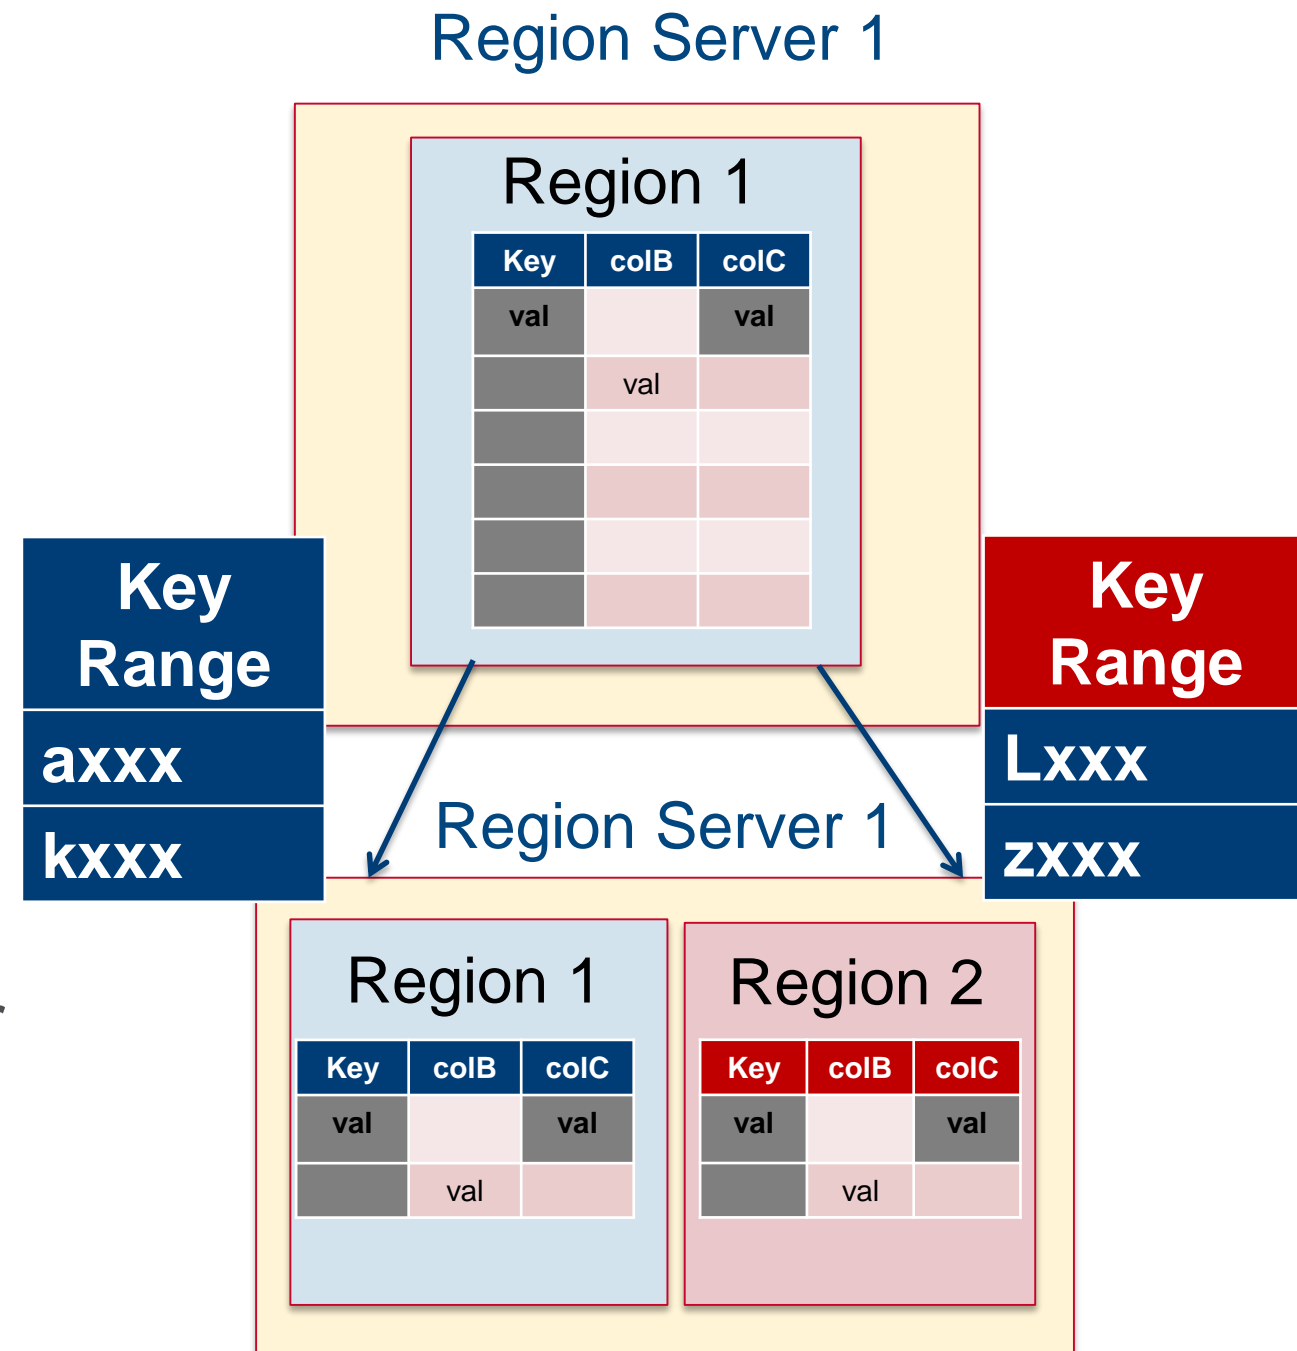 Region Server 1
Region 1
Key colB colC
val val
val
Key
Range
axxx
kxxx
Key
Range
Lxxx
zxxx
Region Server 1
Region 1
Key colB colC
val val
val
Region 2
Key colB colC
val val
val